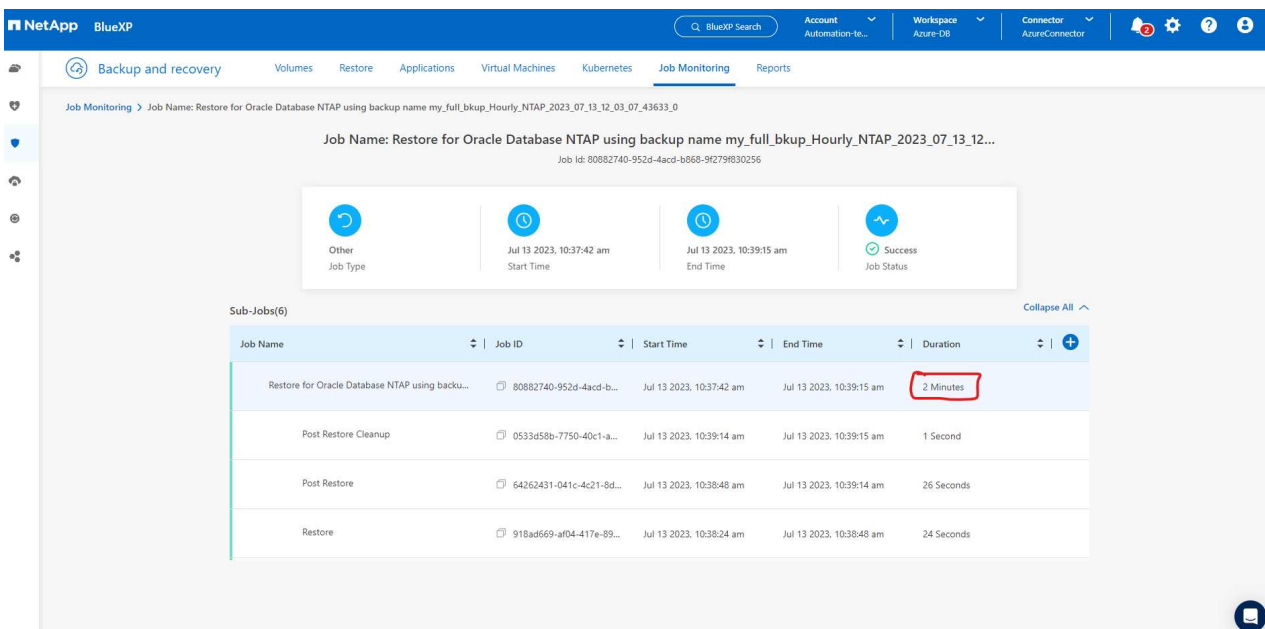 NetApp BlueXP
BlueXP Search
Account
Automation-te...
Workspace
Azure-DB
Connector
AzureConnector
2
Backup and recovery
Volumes
Restore
Applications
Virtual Machines
Kubernetes
Job Monitoring
Reports
Job Monitoring > Job Name: Restore for Oracle Database NTAP using backup name my_full_bkup_Hourly_NTAP_2023_07_13_12_03_07_43633_0
Job Name: Restore for Oracle Database NTAP using backup name my_full_bkup_Hourly_NTAP_2023_07_13_12...
Job Id: 80882740-952d-4acd-b868-9f279f830256
Other
Job Type
Jul 13 2023, 10:37:42 am
Start Time
Jul 13 2023, 10:39:15 am
End Time
Success
Job Status
Sub-Jobs(6)
Collapse All
Job Name | Job ID | Start Time | End Time | Duration |
Restore for Oracle Database NTAP using backu... 80882740-952d-4acd-b... Jul 13 2023, 10:37:42 am Jul 13 2023, 10:39:15 am 2 Minutes
Post Restore Cleanup 0533d58b-7750-40c1-a... Jul 13 2023, 10:39:14 am Jul 13 2023, 10:39:15 am 1 Second
Post Restore 64262431-041c-4c21-8d... Jul 13 2023, 10:38:48 am Jul 13 2023, 10:39:14 am 26 Seconds
Restore 918ad669-af04-417e-89... Jul 13 2023, 10:38:24 am Jul 13 2023, 10:38:48 am 24 Seconds